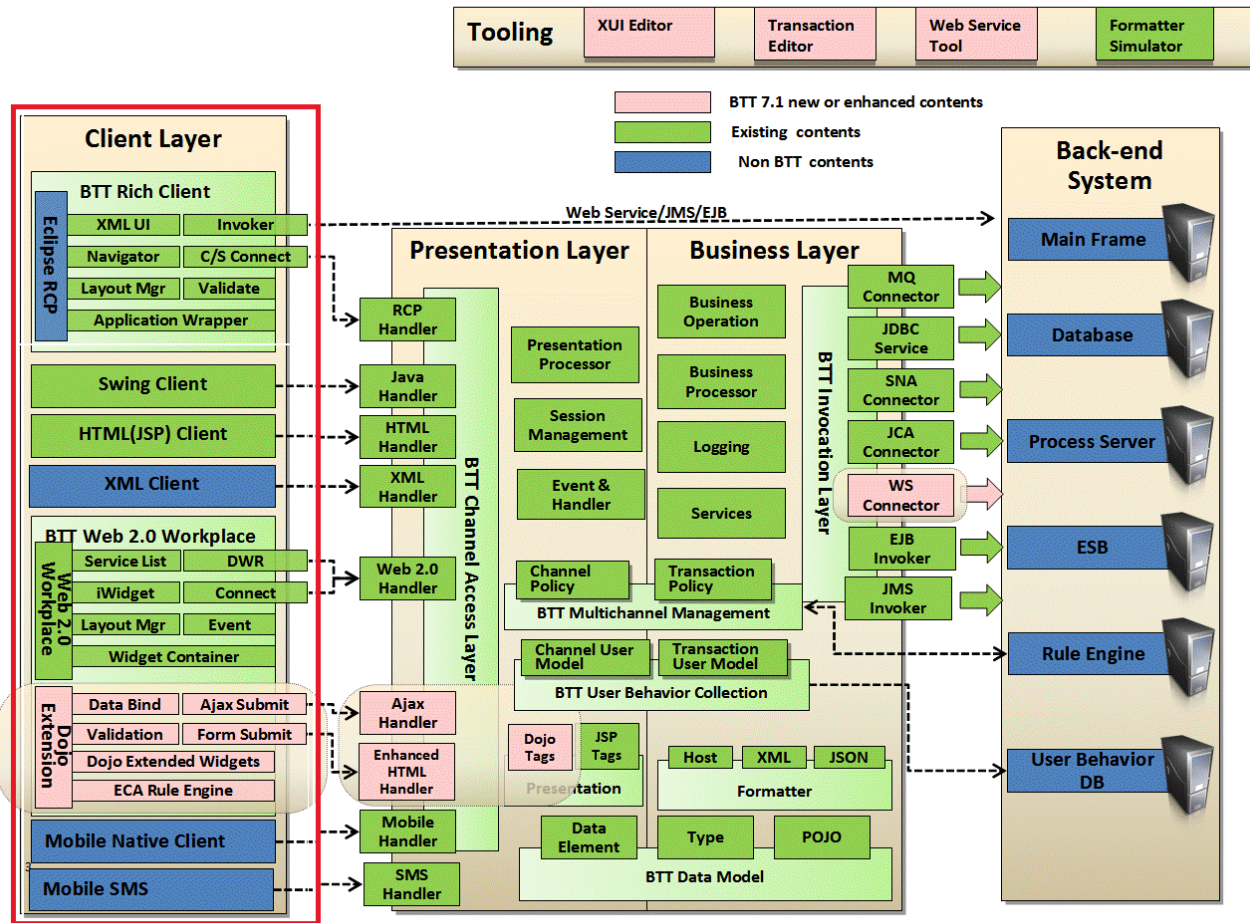 Tooling
XUI Editor
Transaction
Editor
Web Service
Tool
Formatter
Simulator
BTT 7.1 new or enhanced contents
Existing contents
Non BTT contents
Client Layer
BTT Rich Client
Eclipse RCP
XML UI
Invoker
Navigator
C/S Connect
Layout Mgr
Validate
Application Wrapper
Swing Client
HTML(JSP) Client
XML Client
BTT Web 2.0 Workplace
Web 2.0
Workplace
Service List
DWR
iWidget
Connect
Layout Mgr
Event
Widget Container
Dojo
Extension
Data Bind
Ajax Submit
Validation
Form Submit
Dojo Extended Widgets
ECA Rule Engine
Mobile Native Client
3
Mobile SMS
Web Service/JMS/EJB
Presentation Layer
Business Layer
RCP
Handler
Java
Handler
HTML
Handler
XML
Handler
Web 2.0
Handler
Ajax
Handler
Enhanced
HTML
Handler
Mobile
Handler
SMS
Handler
BTT Channel Access Layer
Presentation
Processor
Session
Management
Event &
Handler
Business
Operation
Business
Processor
Logging
Services
Channel
Policy
Transaction
Policy
BTT Multichannel Management
Channel User
Model
Transaction
User Model
BTT User Behavior Collection
Dojo
Tags
JSP
Tags
Presentation
Host
XML
JSON
Formatter
Data
Element
Type
POJO
BTT Data Model
BTT Invocation Layer
MQ
Connector
JDBC
Service
SNA
Connector
JCA
Connector
WS
Connector
EJB
Invoker
JMS
Invoker
Back-end
System
Main Frame
Database
Process Server
ESB
Rule Engine
User Behavior
DB